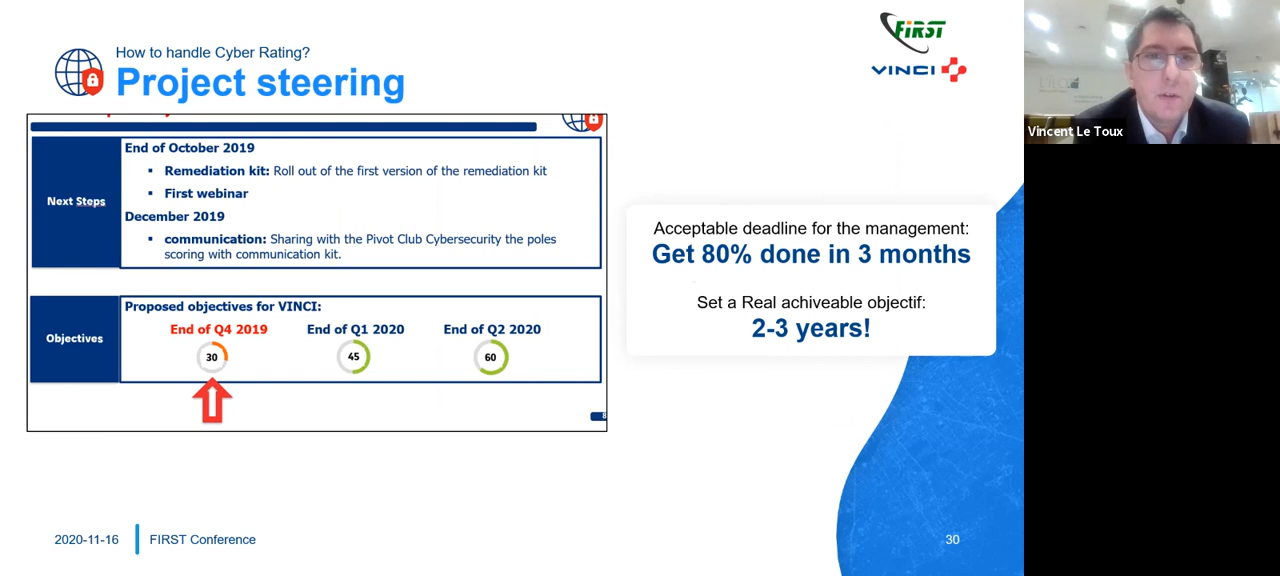 How to handle Cyber Rating?
Project steering
FIRST
VINCI
Vincent Le Toux
Next Steps
End of October 2019
▪ Remediation kit: Roll out of the first version of the remediation kit
▪ First webinar
December 2019
▪ communication: Sharing with the Pivot Club Cybersecurity the poles
scoring with communication kit.
Objectives
Proposed objectives for VINCI:
End of Q4 2019 End of Q1 2020 End of Q2 2020
30 45 60
8
Acceptable deadline for the management:
Get 80% done in 3 months
Set a Real achiveable objectif:
2-3 years!
2020-11-16 FIRST Conference
30